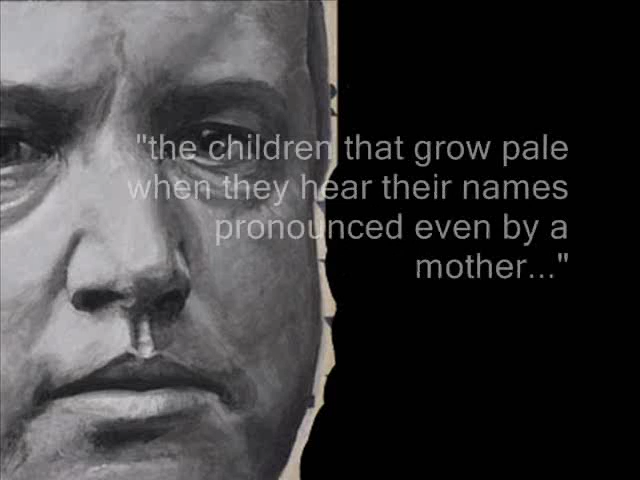 "the children that grow pale
when they hear their names
pronounced even by a
mother..."